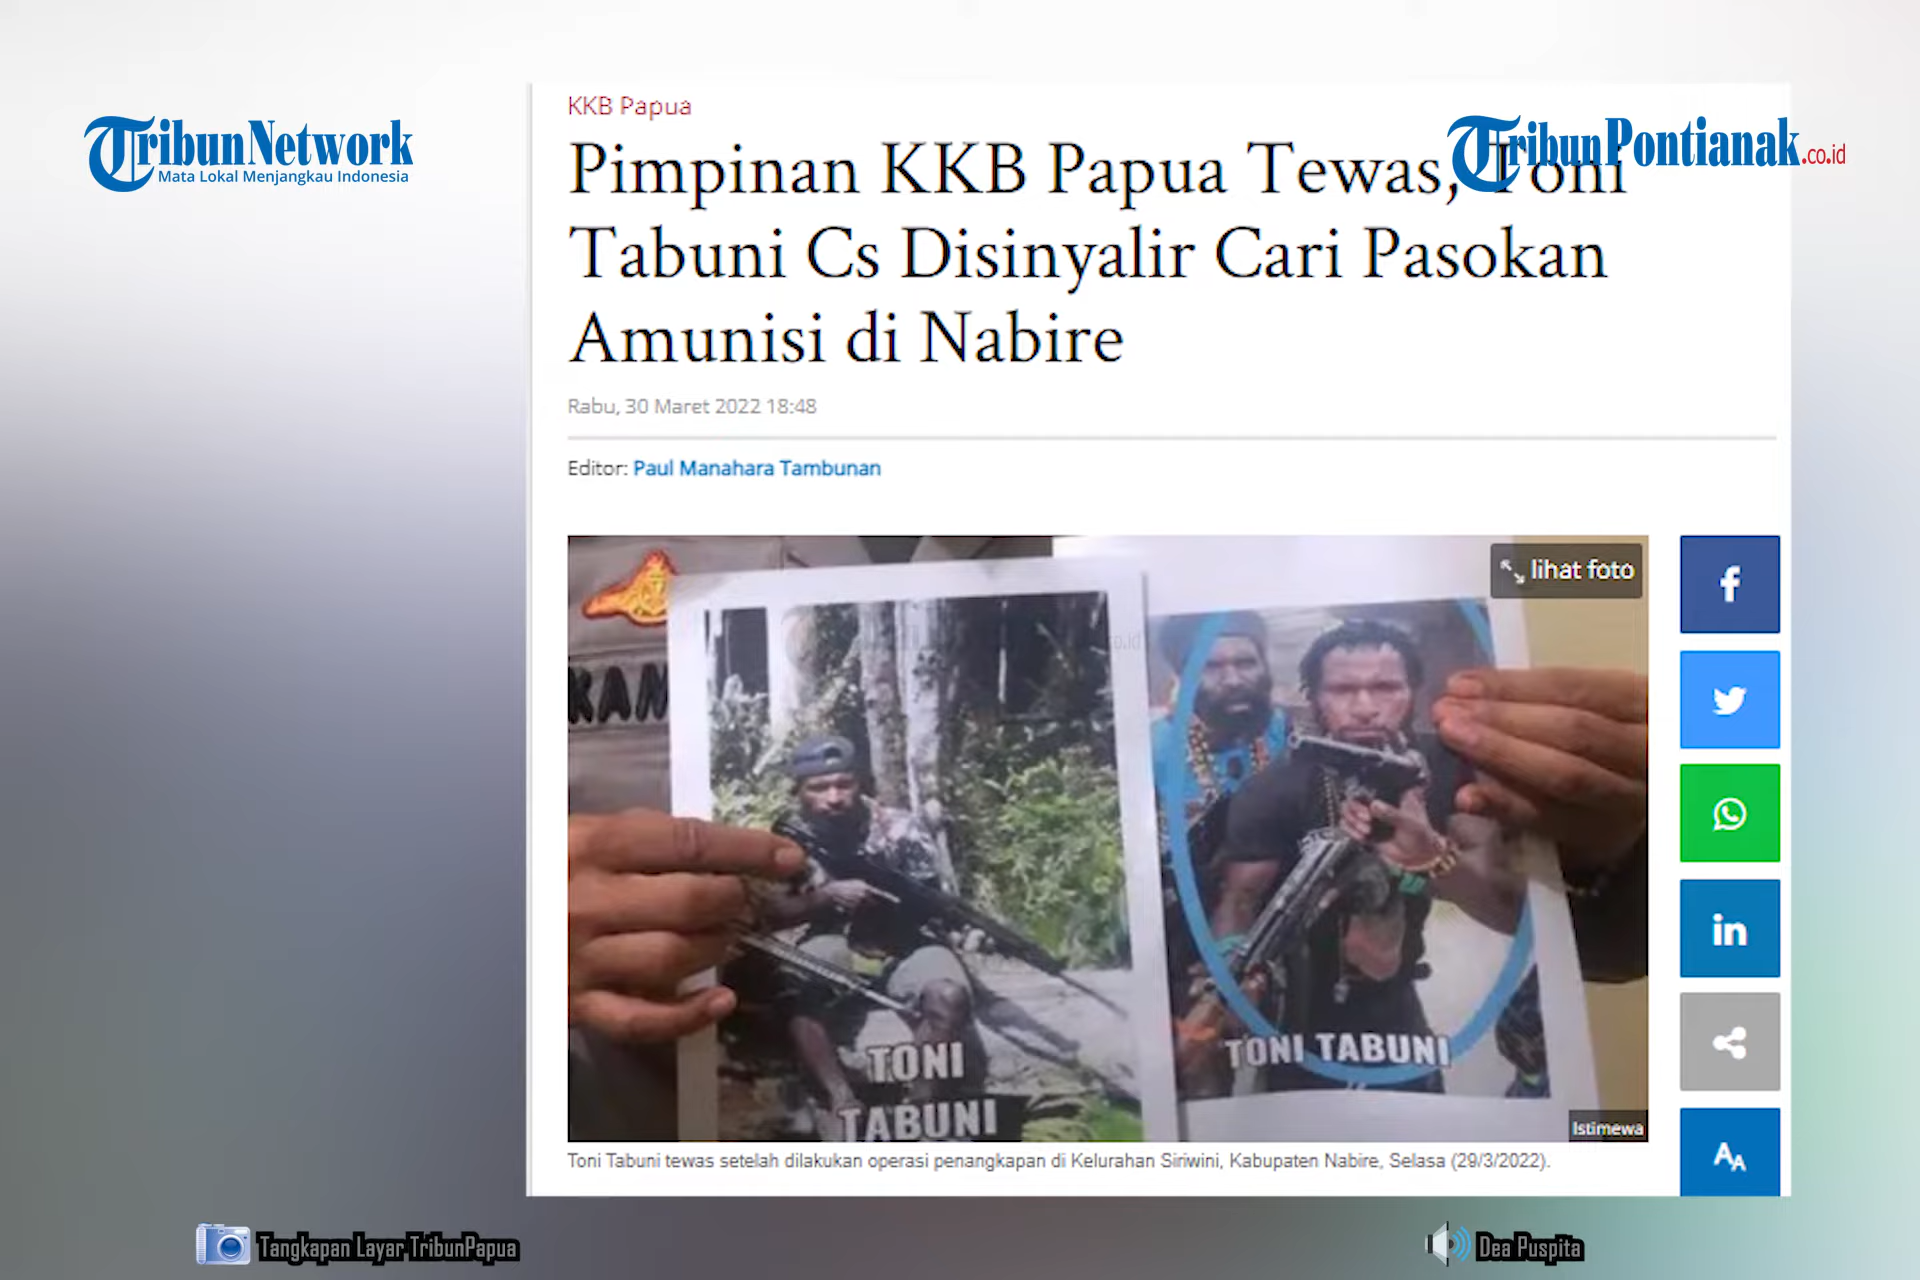 KKB Papua
TribunNetwork
Mata Lokal Menjangkau Indonesia
TribunPontianak.co.id
Pimpinan KKB Papua Tewas, Toni
Tabuni Cs Disinyalir Cari Pasokan
Amunisi di Nabire
Rabu, 30 Maret 2022 18:48
Editor: Paul Manahara Tambunan
lihat foto
KAM
TONI
TABUNI
TONI TABUNI
Istimewa
Toni Tabuni tewas setelah dilakukan operasi penangkapan di Kelurahan Siriwini, Kabupaten Nabire, Selasa (29/3/2022).
f
in
AA
Tangkapan Layar TribunPapua
Dea Puspita